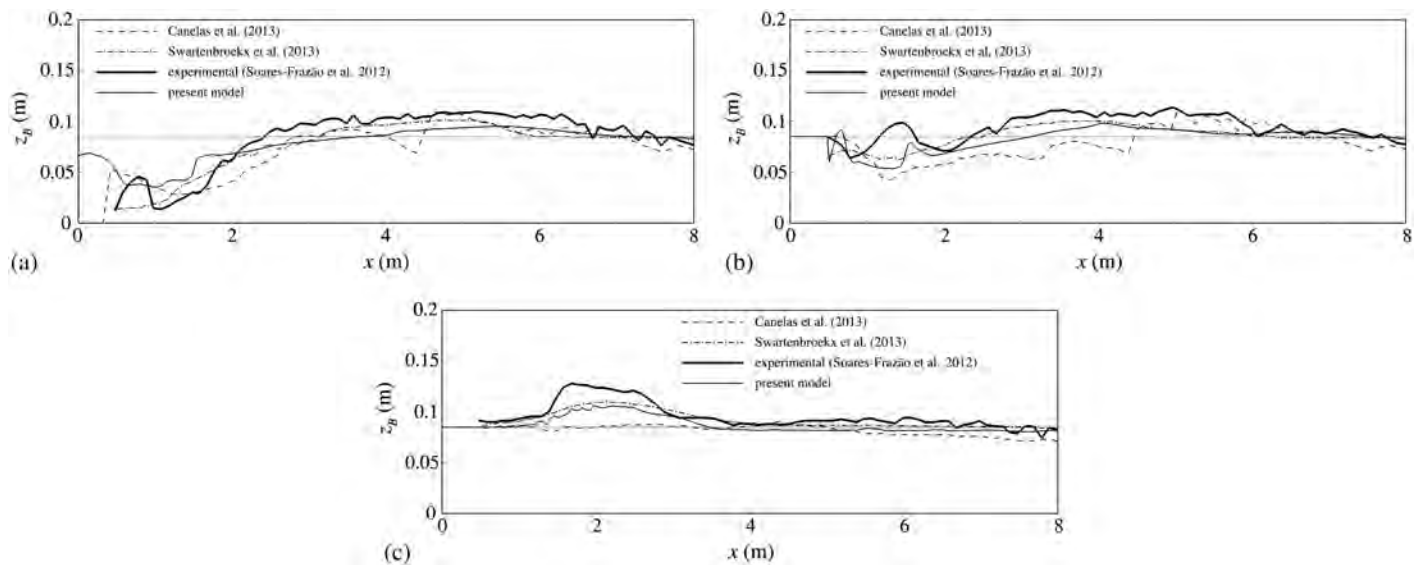 0.2
Canelas et al. (2013)
Swartenbroekx et al. (2013)
0.15
experimental (Soares-Frazão et al. 2012)
present model
z_B (m)
0.1
0.05
0
0 2 4 6 8
(a)
x (m)
0.2
Canelas et al. (2013)
Swartenbroekx et al. (2013)
0.15
experimental (Soares-Frazão et al. 2012)
present model
z_B (m)
0.1
0.05
0
0 2 4 6 8
(b)
x (m)
0.2
Canelas et al. (2013)
Swartenbroekx et al. (2013)
0.15
experimental (Soares-Frazão et al. 2012)
present model
z_B (m)
0.1
0.05
0
0 2 4 6 8
(c)
x (m)